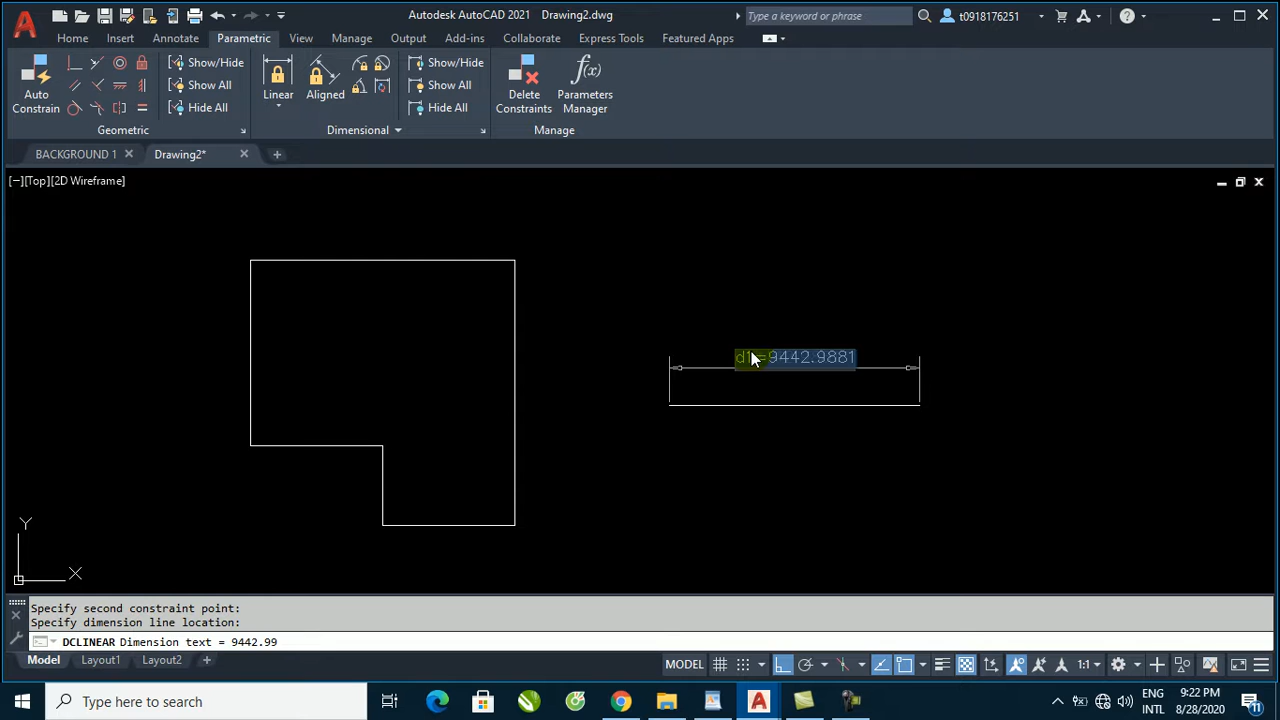 Autodesk AutoCAD 2021 Drawing2.dwg
Type a keyword or phrase
t0918176251
Home Insert Annotate Parametric View Manage Output Add-ins Collaborate Express Tools Featured Apps
Auto Constrain
Show/Hide
Show All
Hide All
Geometric
Linear
Aligned
Show/Hide
Show All
Hide All
Dimensional
Delete Constraints
Parameters Manager
Manage
BACKGROUND 1
Drawing2*
[−][Top][2D Wireframe]
d1=9442.9881
Y
X
Specify second constraint point:
Specify dimension line location:
DCLINEAR Dimension text = 9442.99
Model Layout1 Layout2
MODEL
1:1
Type here to search
f(x)
ENG
INTL
9:22 PM
8/28/2020
11